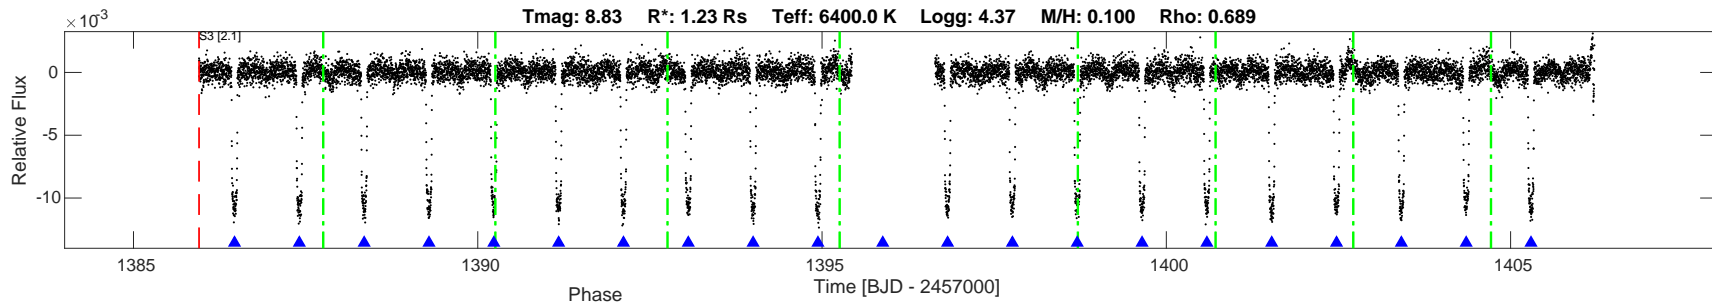 Tmag: 8.83 R*: 1.23 Rs Teff: 6400.0 K Logg: 4.37 M/H: 0.100 Rho: 0.689
×10⁻³
S3 [2.1]
0
-5
-10
Relative Flux
1385 1390 1395 1400 1405
Phase
Time [BJD - 2457000]